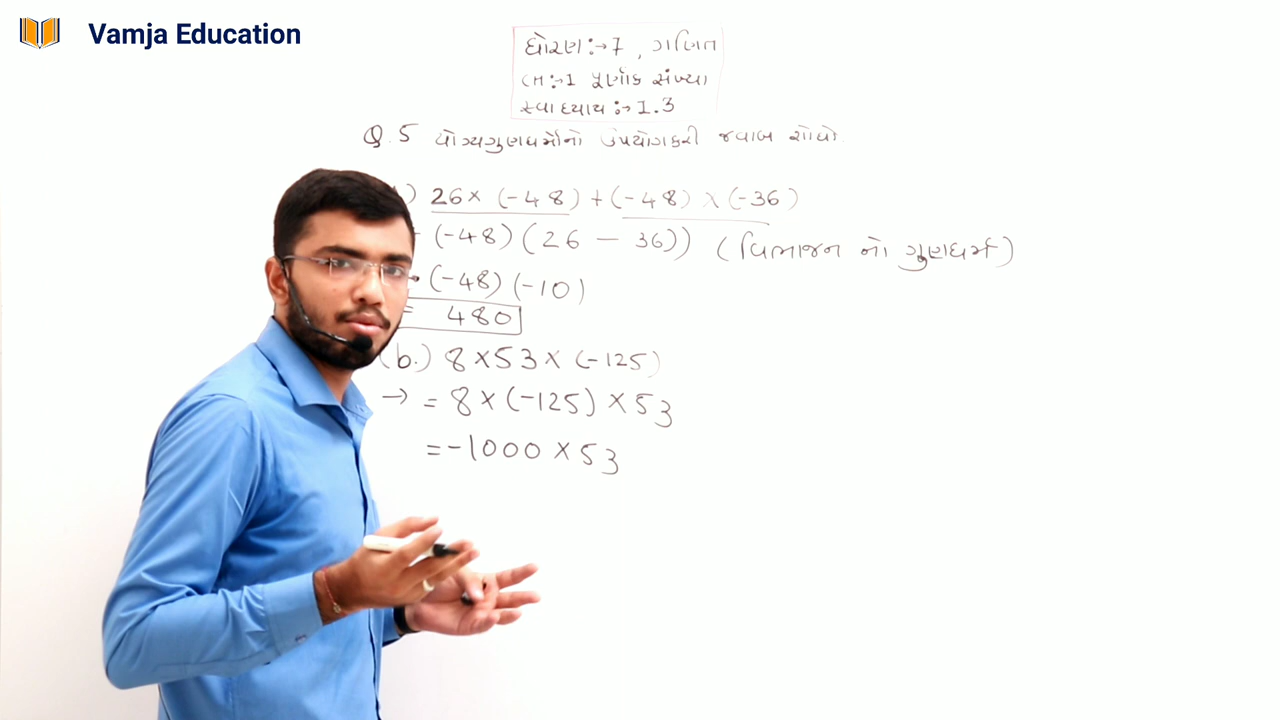 Vamja Education
ધોરણ:→7, ગણિત
CH:→1 પૂર્ણાંક સંખ્યા
સ્વાધ્યાય:→1.3
Q.5 યોગ્યગુણધર્મોનો ઉપયોગકરી જવાબ શોધો.
) 26× (-48) + (-48) × (-36)
(-48) (26 - 36)) (વિભાજન નો ગુણધર્મ)
(-48) (-10)
= 480
(b.) 8×53× (-125)
→ = 8×(-125) ×53
= -1000×53